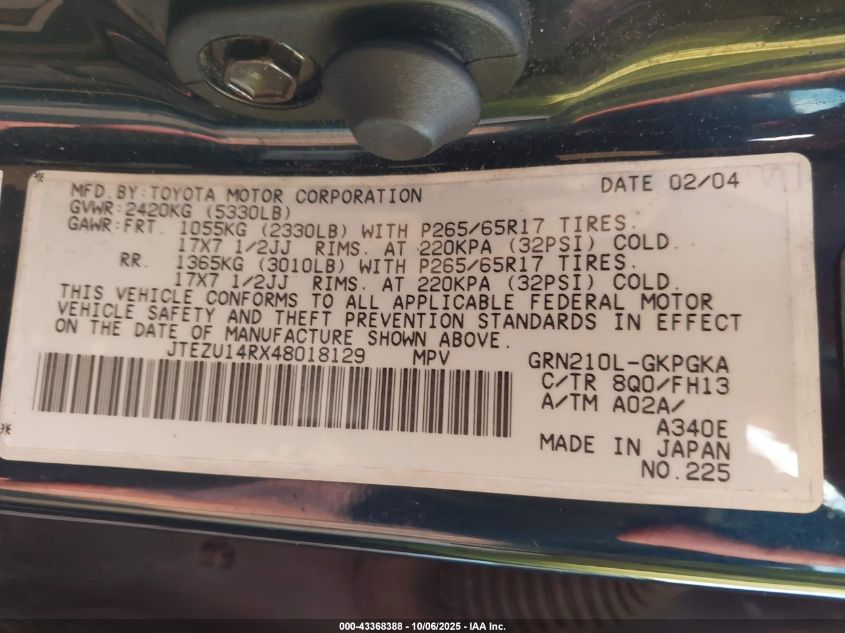 MFD. BY: TOYOTA MOTOR CORPORATION DATE 02/04
GVWR: 2420KG (5330LB)
GAWR: FRT. 1055KG (2330LB) WITH P265/65R17 TIRES.
17X7 1/2JJ RIMS. AT 220KPA (32PSI) COLD.
RR. 1365KG (3010LB) WITH P265/65R17 TIRES.
17X7 1/2JJ RIMS. AT 220KPA (32PSI) COLD.
THIS VEHICLE CONFORMS TO ALL APPLICABLE FEDERAL MOTOR
VEHICLE SAFETY AND THEFT PREVENTION STANDARDS IN EFFECT
ON THE DATE OF MANUFACTURE SHOWN ABOVE.
JTEZU14RX48018129 MPV GRN210L-GKPGKA
C/TR 8Q0/FH13
A/TM A02A/
A340E
MADE IN JAPAN
NO.225
000-43368388 - 10/06/2025 - IAA Inc.